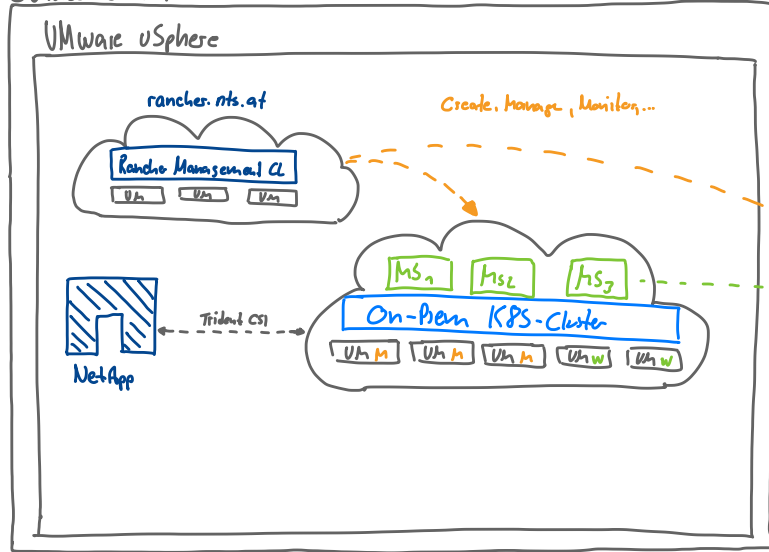 VMware vSphere
rancher.nts.at
Create, Manage, Monitor,...
Rancher Management CL
VM VM VM
MS1 MS2 MS3
On-Prem K8S-Cluster
Trident CSI
VM M VM M VM M VM W VM W
NetApp